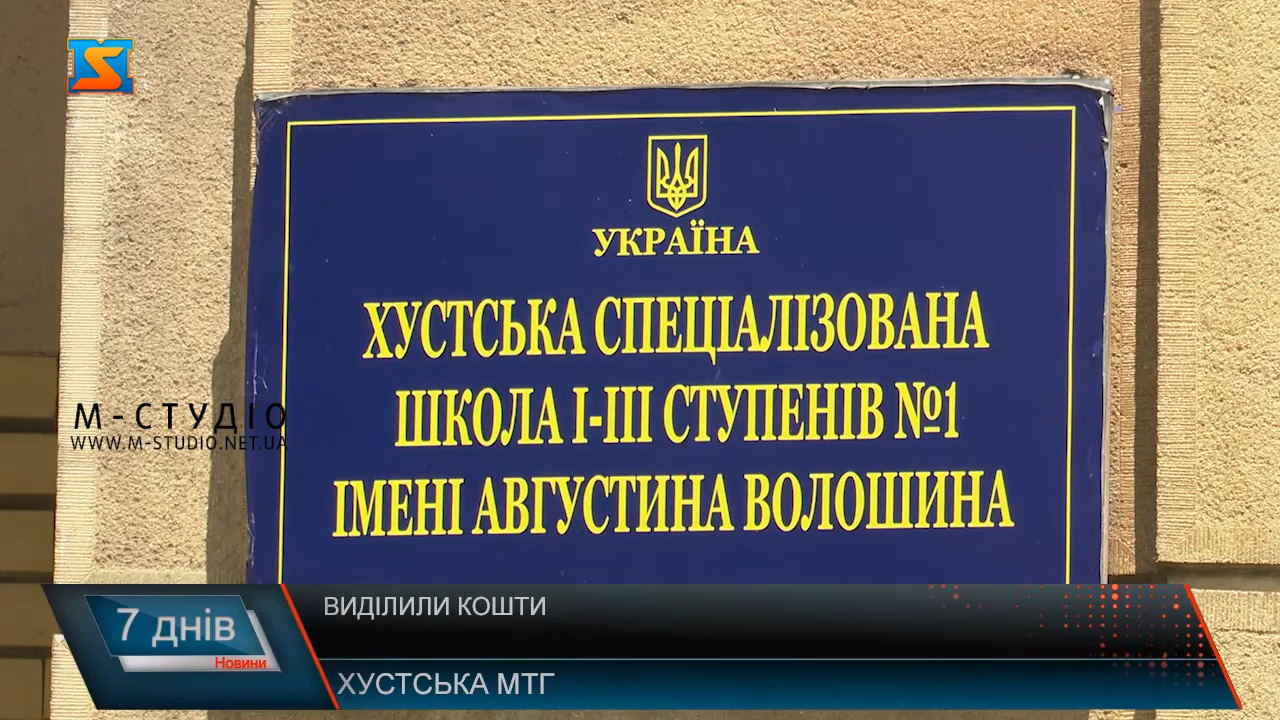 УКРАЇНА
ХУСТСЬКА СПЕЦІАЛІЗОВАНА
ШКОЛА І-ІІІ СТУПЕНІВ №1
ІМЕНІ АВГУСТИНА ВОЛОШИНА
М-СТУДІО
WWW.M-STUDIO.NET.UA
7 днів
Новини
ВИДІЛИЛИ КОШТИ
ХУСТСЬКА МТГ